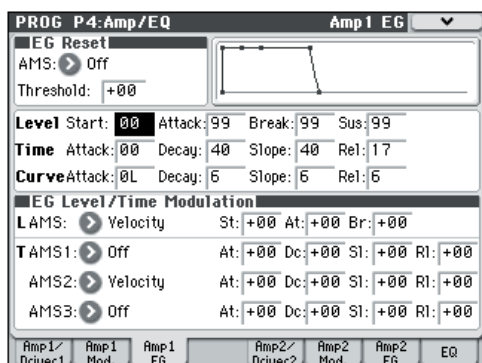 PROG P4:Amp/EQ Amp1 EG
EG Reset
AMS: Off
Threshold: +00
Level Start: 00 Attack: 99 Break: 99 Sus: 99
Time Attack: 00 Decay: 40 Slope: 40 Rel: 17
Curve Attack: 0L Decay: 6 Slope: 6 Rel: 6
EG Level/Time Modulation
L AMS: Velocity St: +00 At: +00 Br: +00
T AMS1: Off At: +00 Dc: +00 Sl: +00 Rl: +00
AMS2: Velocity At: +00 Dc: +00 Sl: +00 Rl: +00
AMS3: Off At: +00 Dc: +00 Sl: +00 Rl: +00
Amp1/ Amp1 Amp1 Amp2/ Amp2 Amp2 EQ
Mod EG Mod EG